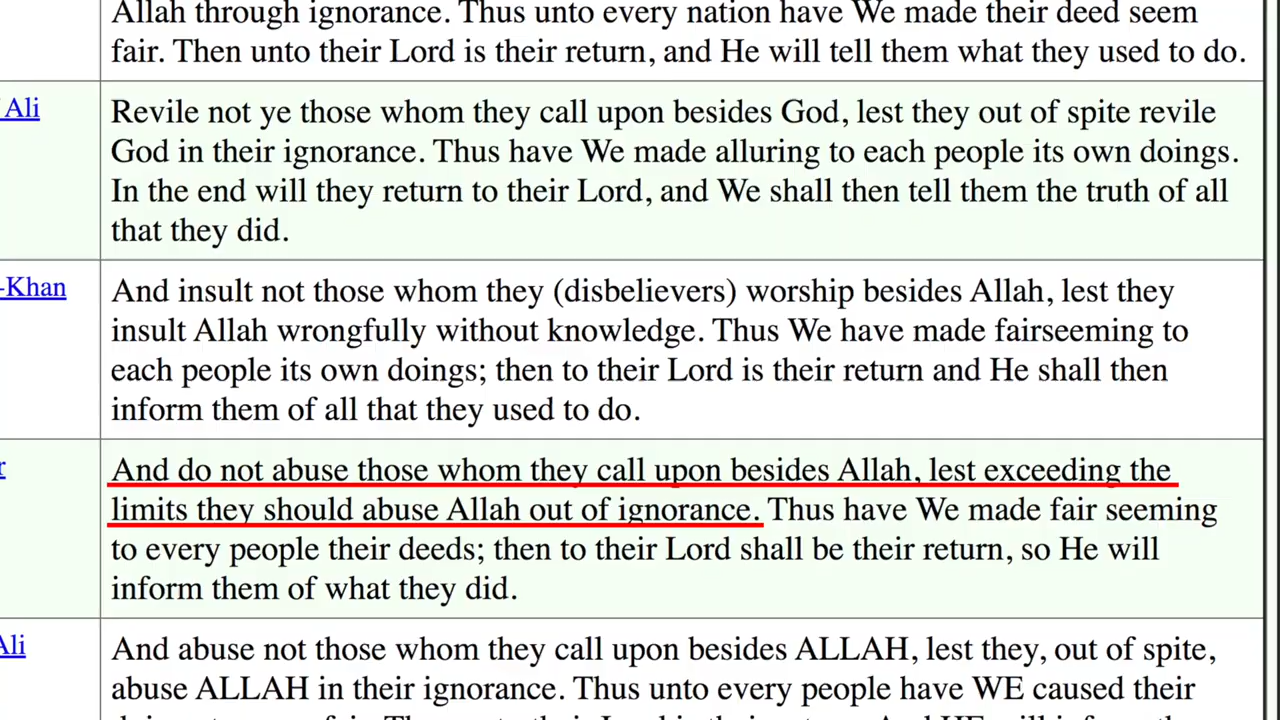 Allah through ignorance. Thus unto every nation have We made their deed seem
fair. Then unto their Lord is their return, and He will tell them what they used to do.
Ali
Revile not ye those whom they call upon besides God, lest they out of spite revile
God in their ignorance. Thus have We made alluring to each people its own doings.
In the end will they return to their Lord, and We shall then tell them the truth of all
that they did.
-Khan
And insult not those whom they (disbelievers) worship besides Allah, lest they
insult Allah wrongfully without knowledge. Thus We have made fairseeming to
each people its own doings; then to their Lord is their return and He shall then
inform them of all that they used to do.
r
And do not abuse those whom they call upon besides Allah, lest exceeding the
limits they should abuse Allah out of ignorance. Thus have We made fair seeming
to every people their deeds; then to their Lord shall be their return, so He will
inform them of what they did.
Ali
And abuse not those whom they call upon besides ALLAH, lest they, out of spite,
abuse ALLAH in their ignorance. Thus unto every people have WE caused their